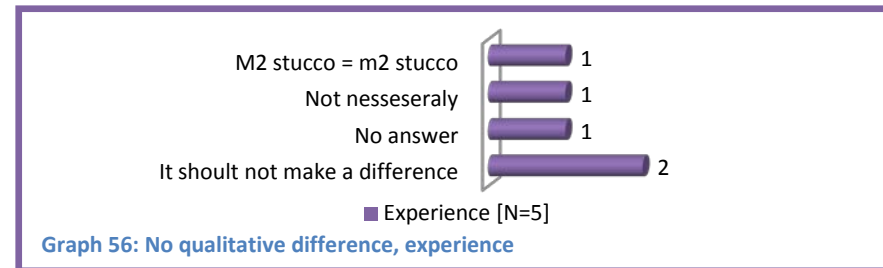 M2 stucco = m2 stucco 1
Not nesseseraly 1
No answer 1
It shoult not make a difference 2
Experience [N=5]
Graph 56: No qualitative difference, experience